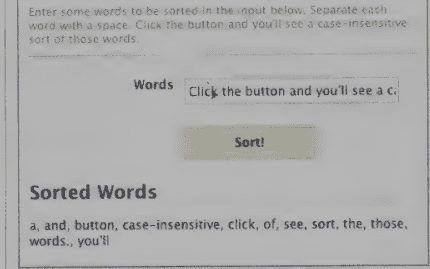 Enter some words to be sorted in the input below. Separate each
word with a space. Click the button and you'll see a case-insensitive
sort of those words.
Words
Click the button and you'll see a ca
Sort!
Sorted Words
a, and, button, case-insensitive, click, of, see, sort, the, those,
words., you'll